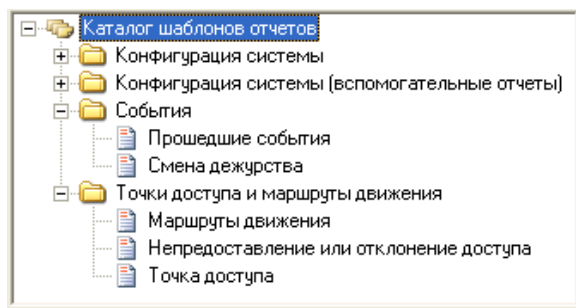 Каталог шаблонов отчетов
Конфигурация системы
Конфигурация системы (вспомогательные отчеты)
События
Прошедшие события
Смена дежурства
Точки доступа и маршруты движения
Маршруты движения
Непредоставление или отклонение доступа
Точка доступа